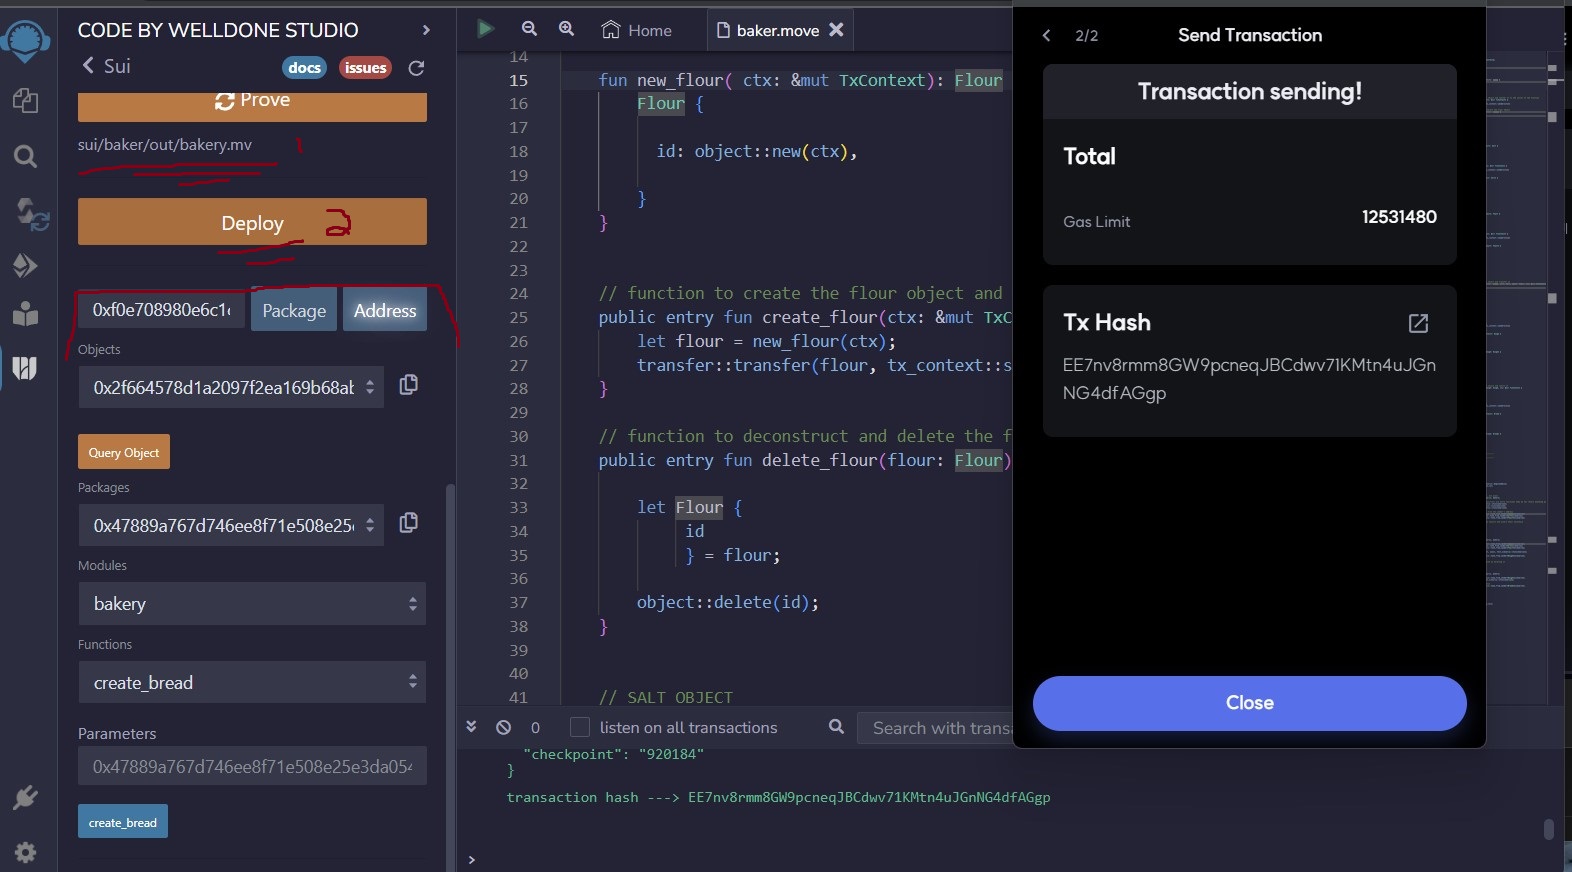 CODE BY WELLDONE STUDIO
Sui
docs
issues
Prove
sui/baker/out/bakery.mv
1
Deploy
2
0xf0e708980e6c1
Package
Address
Objects
0x2f664578d1a2097f2ea169b68a
Query Object
Packages
0x47889a767d746ee8f71e508e25
Modules
bakery
Functions
create_bread
Parameters
0x47889a767d746ee8f71e508e25e3da054
create_bread
Home
baker.move
14
15 fun new_flour( ctx: &mut TxContext): Flour
16 Flour {
17
18 id: object::new(ctx),
19
20 }
21 }
22
23
24 // function to create the flour object and
25 public entry fun create_flour(ctx: &mut TxC
26 let flour = new_flour(ctx);
27 transfer::transfer(flour, tx_context::s
28 }
29
30 // function to deconstruct and delete the f
31 public entry fun delete_flour(flour: Flour)
32
33 let Flour {
34 id
35 } = flour;
36
37 object::delete(id);
38 }
39
40
41 // SALT OBJECT
0
listen on all transactions
Search with trans
"checkpoint": "920184"
}
transaction hash ---> EE7nv8rmm8GW9pcneqJBCdwv71KMtn4uJGnNG4dfAGgp
>
2/2
Send Transaction
Transaction sending!
Total
Gas Limit
12531480
Tx Hash
EE7nv8rmm8GW9pcneqJBCdwv71KMtn4uJGn
NG4dfAGgp
Close